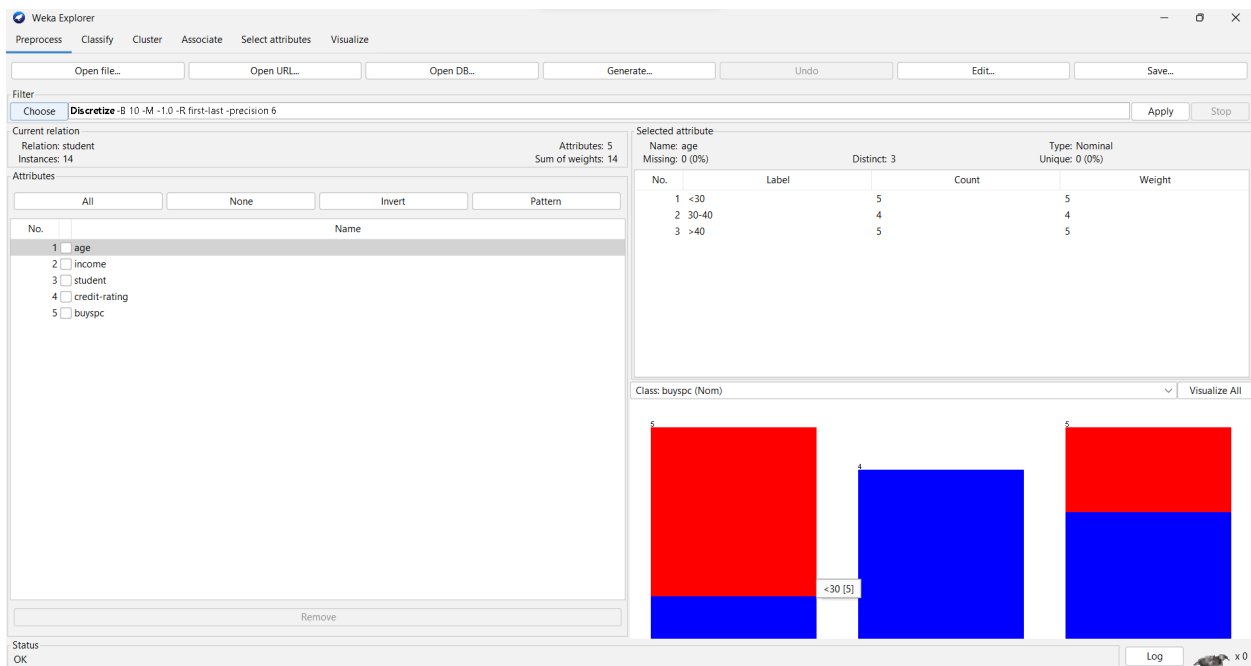 Weka Explorer
Preprocess Classify Cluster Associate Select attributes Visualize
Open file... Open URL... Open DB... Generate... Undo Edit... Save...
Filter
Choose Discretize -B 10 -M -1.0 -R first-last -precision 6 Apply Stop
Current relation
Relation: student Attributes: 5
Instances: 14 Sum of weights: 14
Attributes
All None Invert Pattern
No. Name
1 age
2 income
3 student
4 credit-rating
5 buyspc
Remove
Selected attribute
Name: age Type: Nominal
Missing: 0 (0%) Distinct: 3 Unique: 0 (0%)
No. Label Count Weight
1 <30 5 5
2 30-40 4 4
3 >40 5 5
Class: buyspc (Nom) Visualize All
5 4 5
<30 [5]
Status
OK
Log x 0